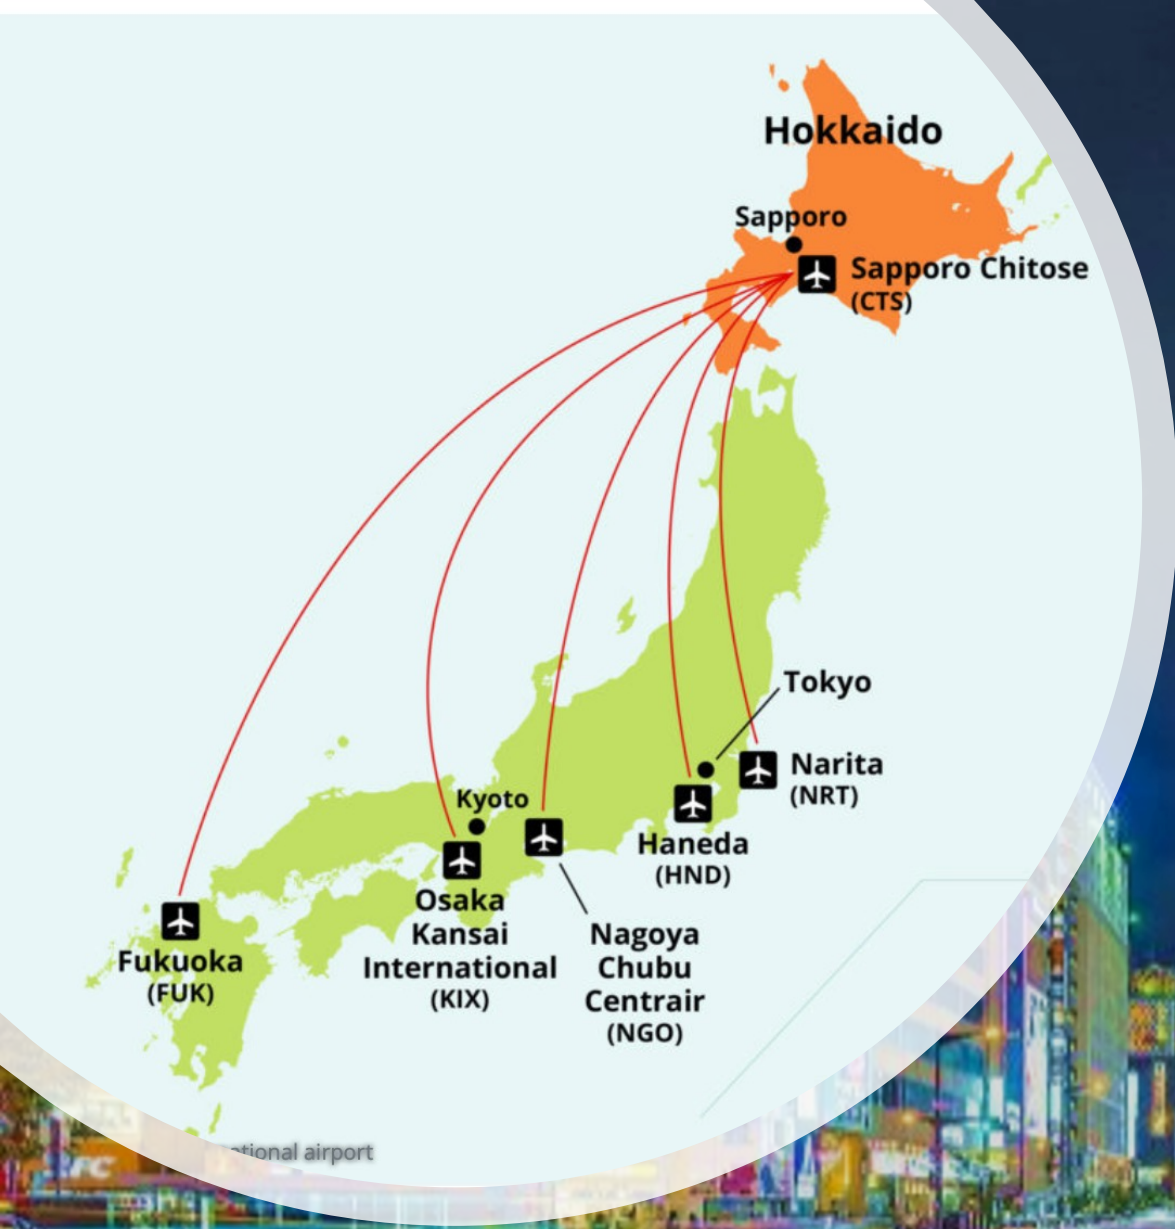 Hokkaido
Sapporo
Sapporo Chitose
(CTS)
Tokyo
Narita
(NRT)
Kyoto
Haneda
(HND)
Osaka
Kansai
International
(KIX)
Nagoya
Chubu
Centrair
(NGO)
Fukuoka
(FUK)
airport